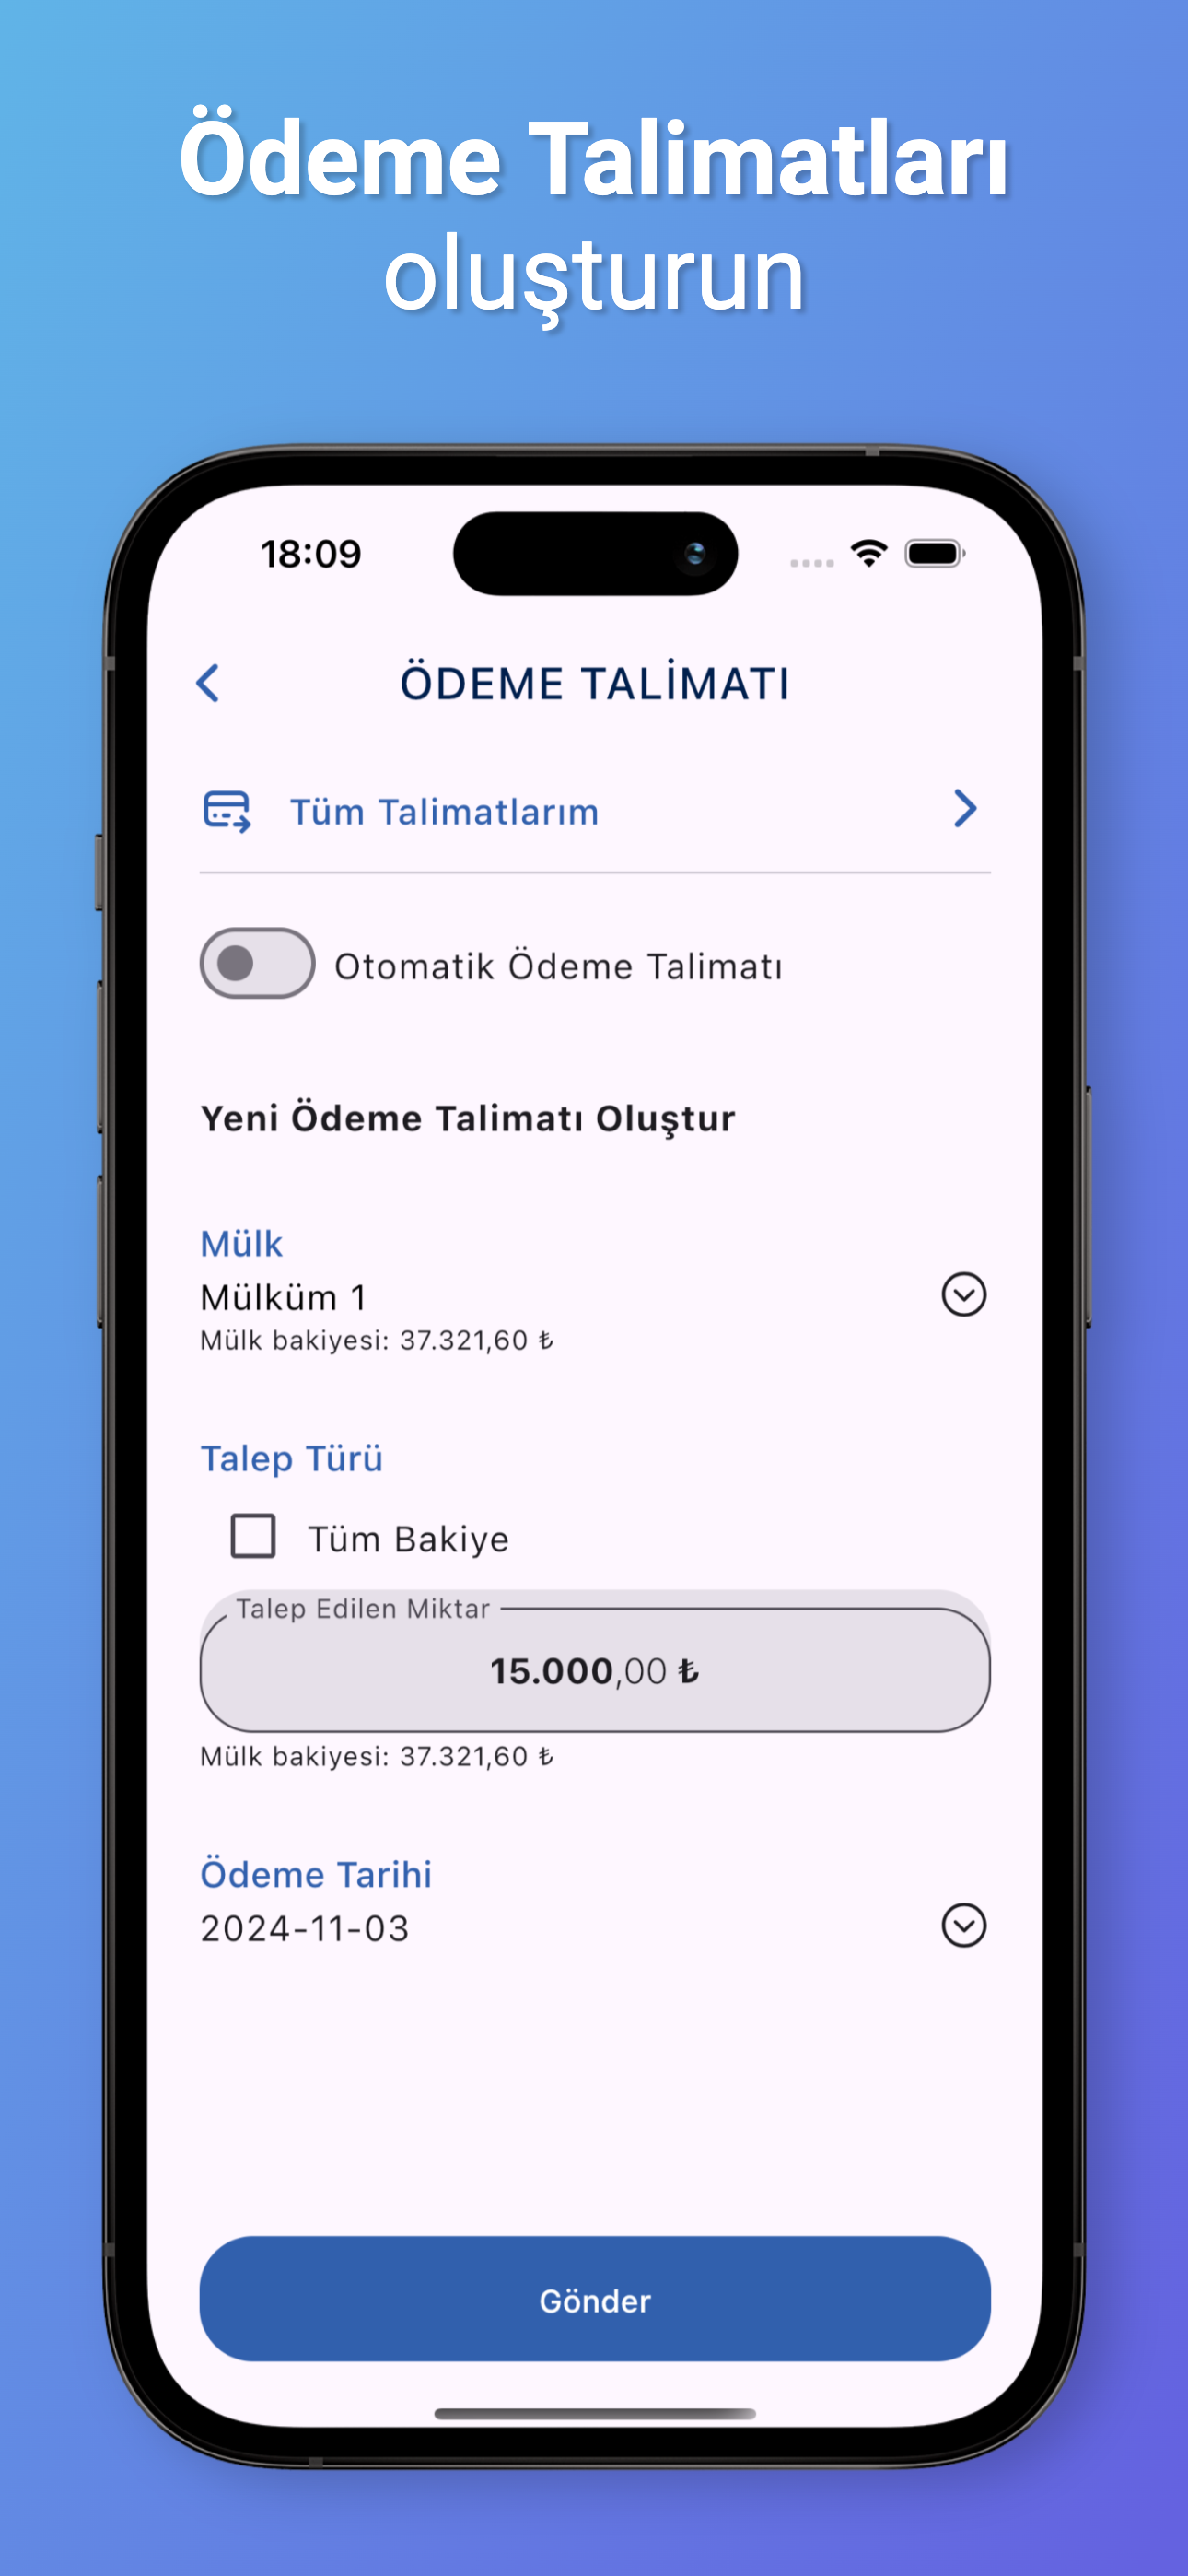 Ödeme Talimatları
oluşturun
18:09
ÖDEME TALİMATI
Tüm Talimatlarım
Otomatik Ödeme Talimatı
Yeni Ödeme Talimatı Oluştur
Mülk
Mülküm 1
Mülk bakiyesi: 37.321,60 ₺
Talep Türü
Tüm Bakiye
Talep Edilen Miktar
15.000,00 ₺
Mülk bakiyesi: 37.321,60 ₺
Ödeme Tarihi
2024-11-03
Gönder